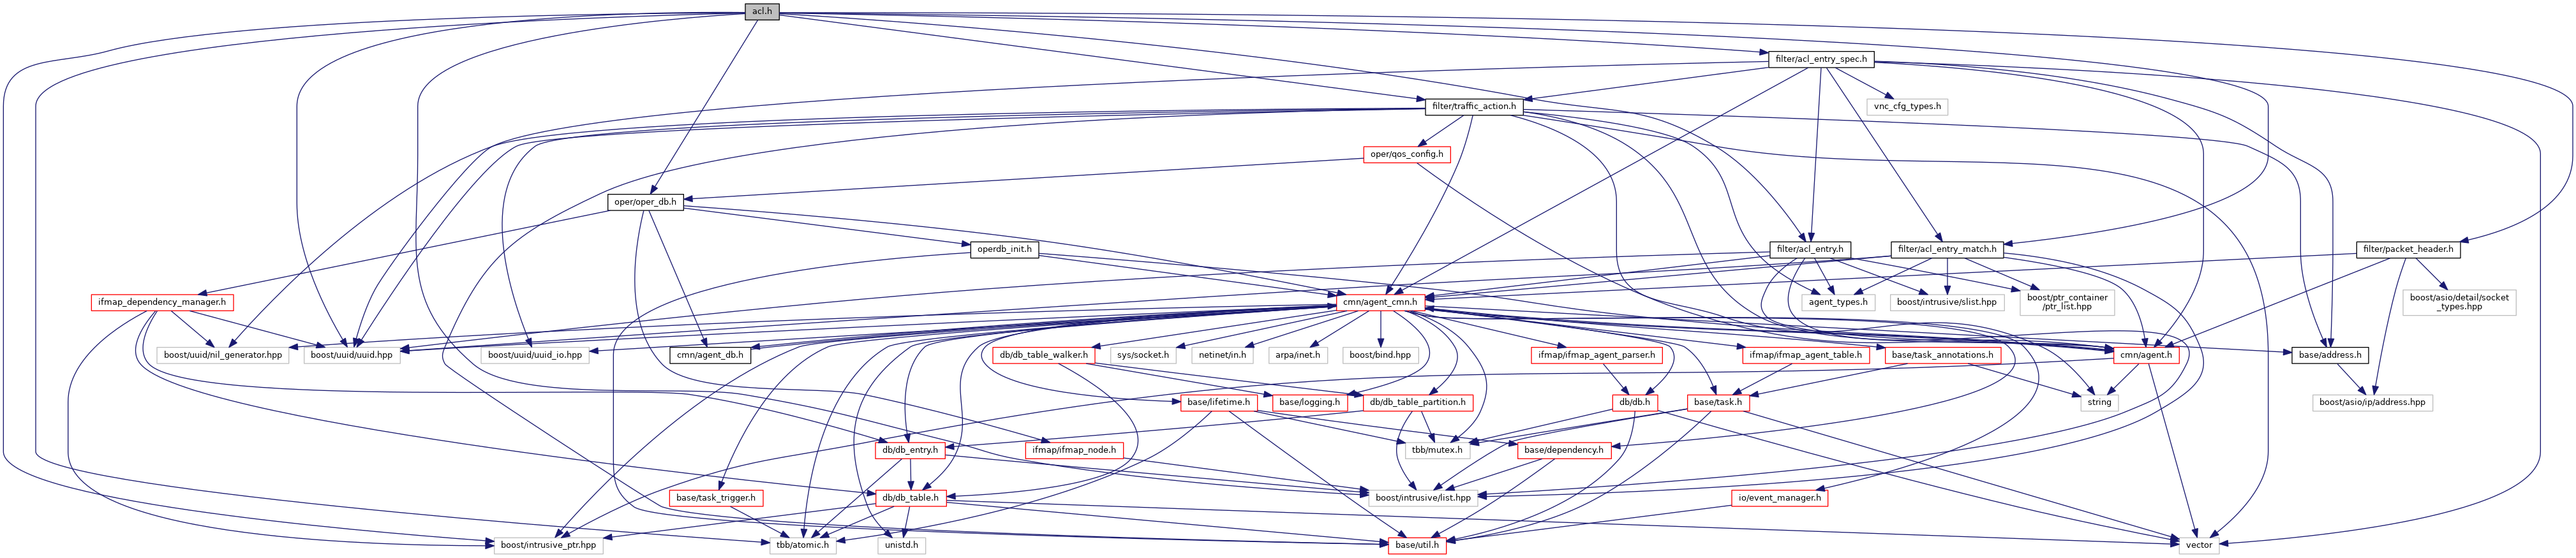 acl.h
filter/acl_entry_spec.h
filter/traffic_action.h
vnc_cfg_types.h
oper/qos_config.h
oper/oper_db.h
operdb_init.h
filter/acl_entry.h
filter/acl_entry_match.h
filter/packet_header.h
ifmap_dependency_manager.h
cmn/agent_cmn.h
agent_types.h
boost/intrusive/slist.hpp
boost/ptr_container
/ptr_list.hpp
boost/asio/detail/socket
_types.hpp
boost/uuid/nil_generator.hpp
boost/uuid/uuid.hpp
boost/uuid/uuid_io.hpp
cmn/agent_db.h
db/db_table_walker.h
sys/socket.h
netinet/in.h
arpa/inet.h
boost/bind.hpp
ifmap/ifmap_agent_parser.h
ifmap/ifmap_agent_table.h
base/task_annotations.h
cmn/agent.h
base/address.h
base/lifetime.h
base/logging.h
db/db_table_partition.h
db/db.h
base/task.h
string
boost/asio/ip/address.hpp
db/db_entry.h
ifmap/ifmap_node.h
tbb/mutex.h
base/dependency.h
base/task_trigger.h
db/db_table.h
boost/intrusive/list.hpp
io/event_manager.h
boost/intrusive_ptr.hpp
tbb/atomic.h
unistd.h
base/util.h
vector